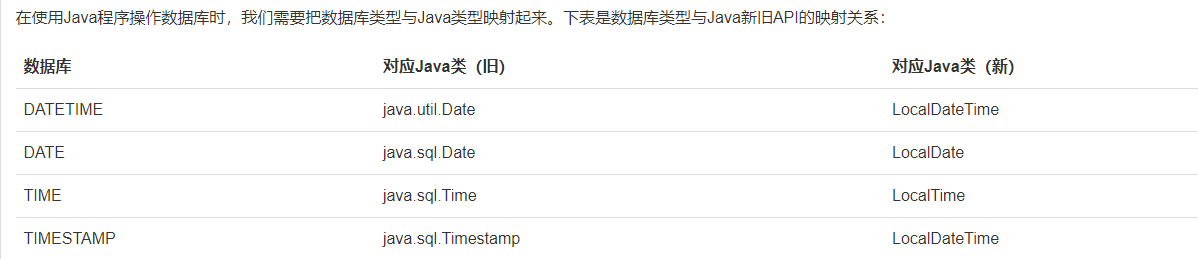 在使用Java程序操作数据库时，我们需要把数据库类型与Java类型映射起来。下表是数据库类型与Java新旧API的映射关系：
数据库 对应Java类（旧） 对应Java类（新）
DATETIME java.util.Date LocalDateTime
DATE java.sql.Date LocalDate
TIME java.sql.Time LocalTime
TIMESTAMP java.sql.Timestamp LocalDateTime